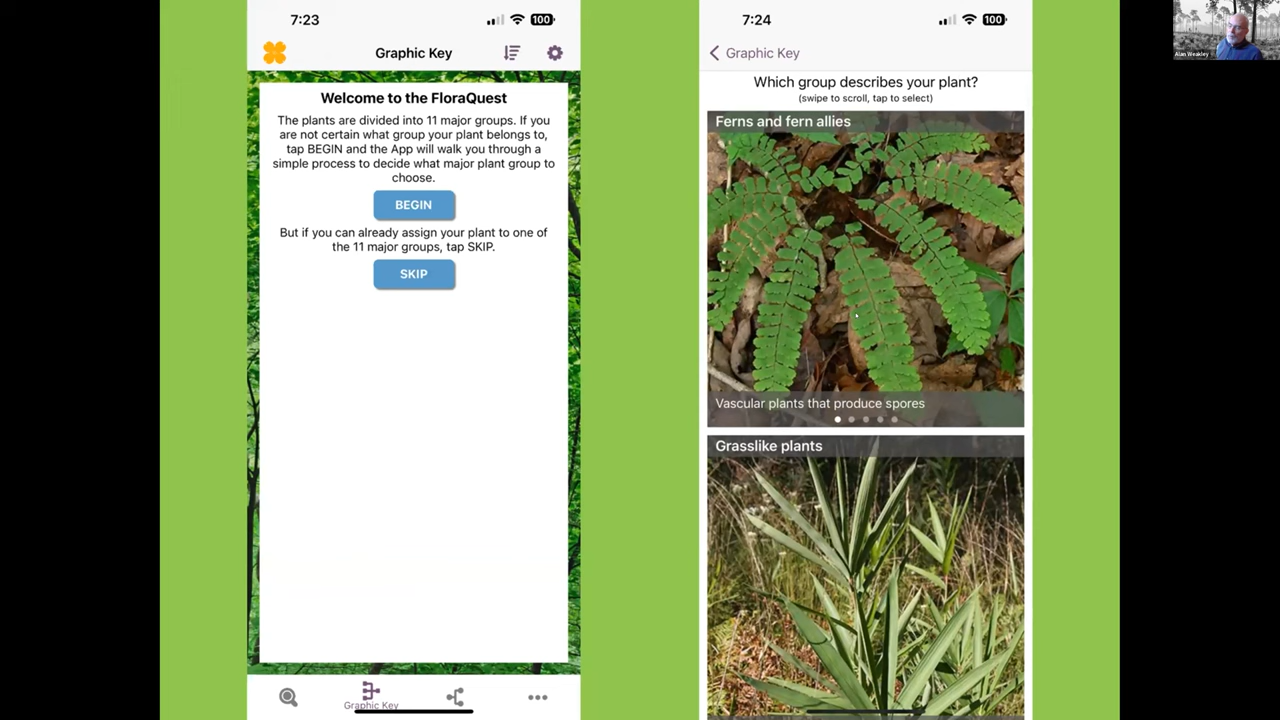 7:23
100
Graphic Key
Welcome to the FloraQuest
The plants are divided into 11 major groups. If you
are not certain what group your plant belongs to,
tap BEGIN and the App will walk you through a
simple process to decide what major plant group to
choose.
BEGIN
But if you can already assign your plant to one of
the 11 major groups, tap SKIP.
SKIP
Graphic Key
7:24
100
Graphic Key
Which group describes your plant?
(swipe to scroll, tap to select)
Ferns and fern allies
Vascular plants that produce spores
Grasslike plants
Alan Weakley